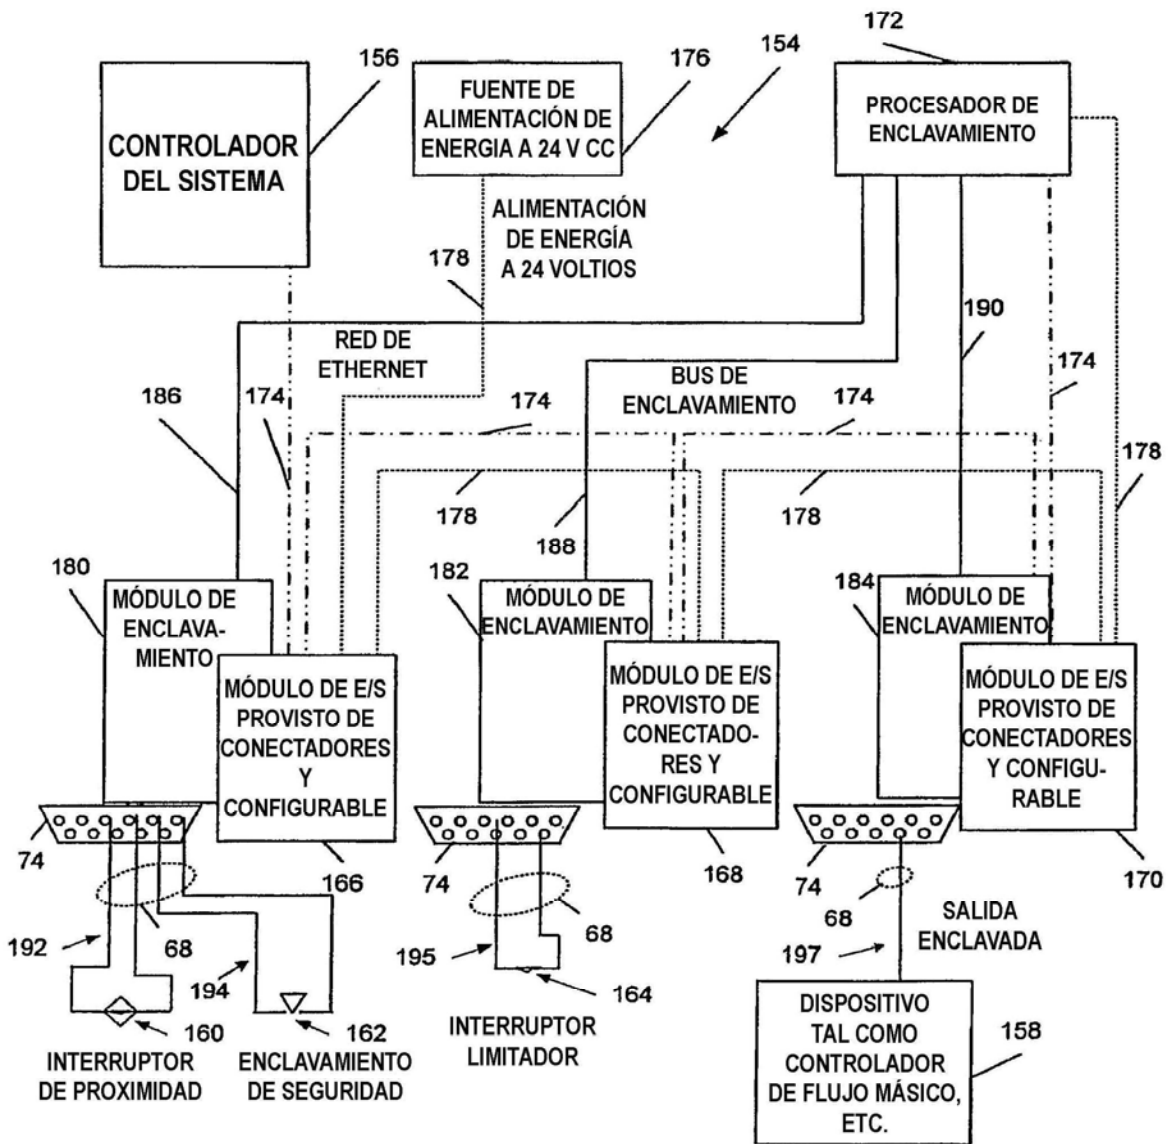 156
176
154
172
CONTROLADOR
DEL SISTEMA
FUENTE DE
ALIMENTACIÓN DE
ENERGIA A 24 V CC
PROCESADOR DE
ENCLAVAMIENTO
ALIMENTACIÓN
DE ENERGÍA
A 24 VOLTIOS
178
190
RED DE
ETHERNET
BUS DE
ENCLAVAMIENTO
174
186
174
174
174
178
178
178
188
180
182
184
MÓDULO DE
ENCLAVA-
MIENTO
MÓDULO DE
ENCLAVAMIENTO
MÓDULO DE
ENCLAVAMIENTO
MÓDULO DE E/S
PROVISTO DE
CONECTADORES
Y
CONFIGURABLE
MÓDULO DE E/S
PROVISTO DE
CONECTADO-
RES Y
CONFIGURABLE
MÓDULO DE E/S
PROVISTO DE
CONECTADORES
Y CONFIGU-
RABLE
74
166
74
168
74
170
192
68
194
195
68
68
197
SALIDA
ENCLAVADA
160
162
164
INTERRUPTOR
DE PROXIMIDAD
ENCLAVAMIENTO
DE SEGURIDAD
INTERRUPTOR
LIMITADOR
DISPOSITIVO
TAL COMO
CONTROLADOR
DE FLUJO MÁSICO,
ETC.
158